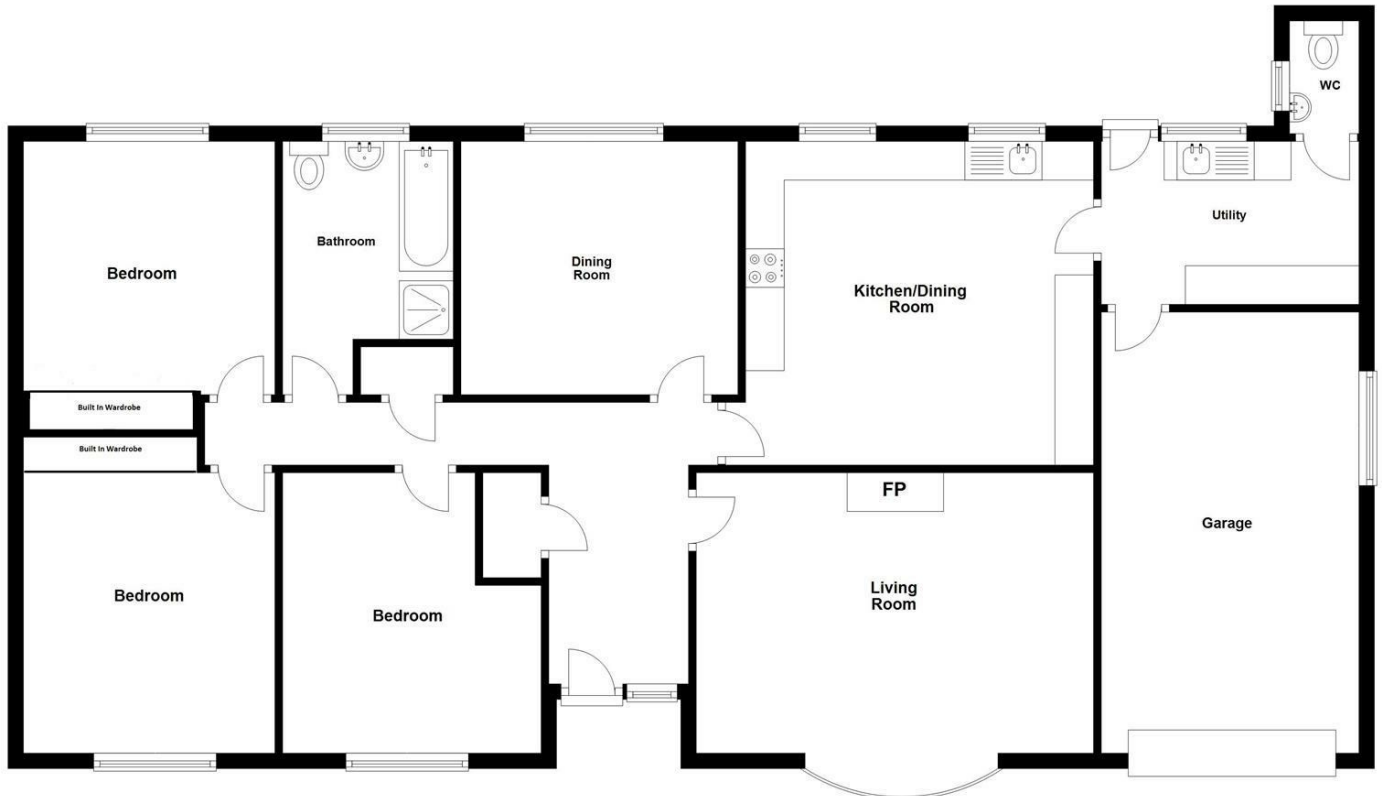 WC
Bathroom
Utility
Bedroom
Dining
Room
Kitchen/Dining
Room
Built In Wardrobe
Built In Wardrobe
FP
Garage
Bedroom
Bedroom
Living
Room